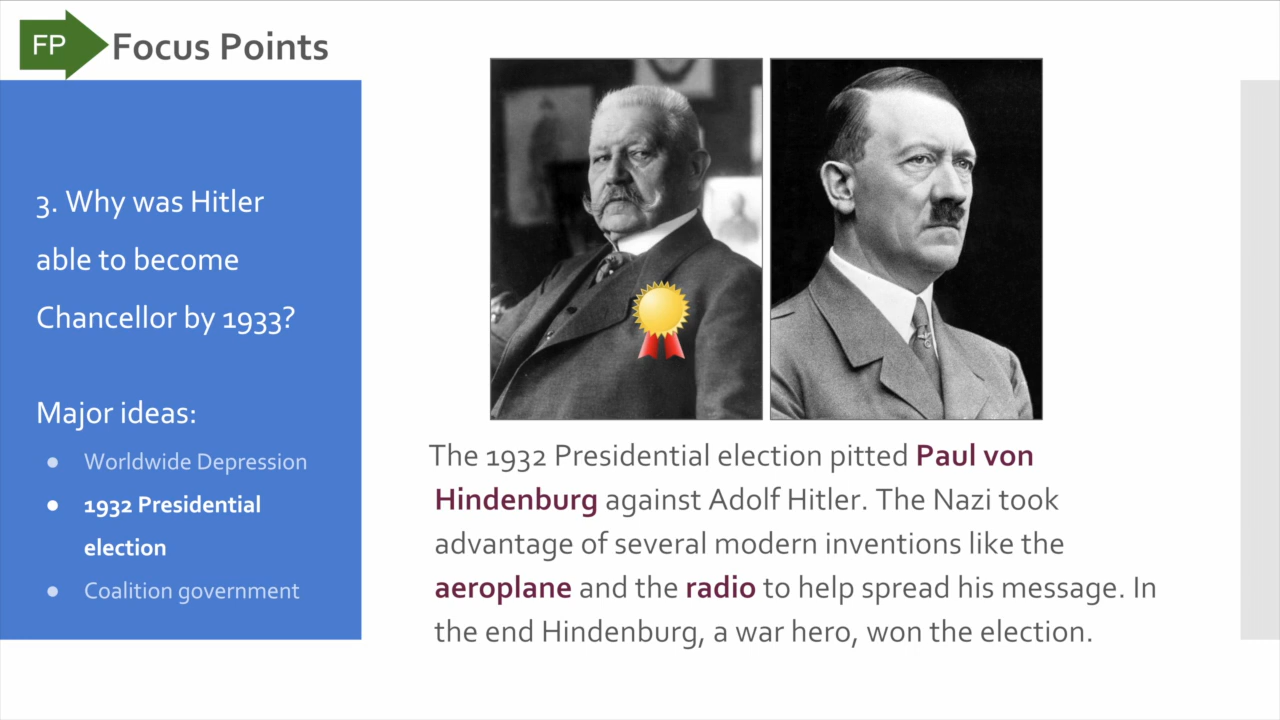 FP
Focus Points
3. Why was Hitler
able to become
Chancellor by 1933?
Major ideas:
● Worldwide Depression
● 1932 Presidential
election
● Coalition government
The 1932 Presidential election pitted Paul von
Hindenburg against Adolf Hitler. The Nazi took
advantage of several modern inventions like the
aeroplane and the radio to help spread his message. In
the end Hindenburg, a war hero, won the election.